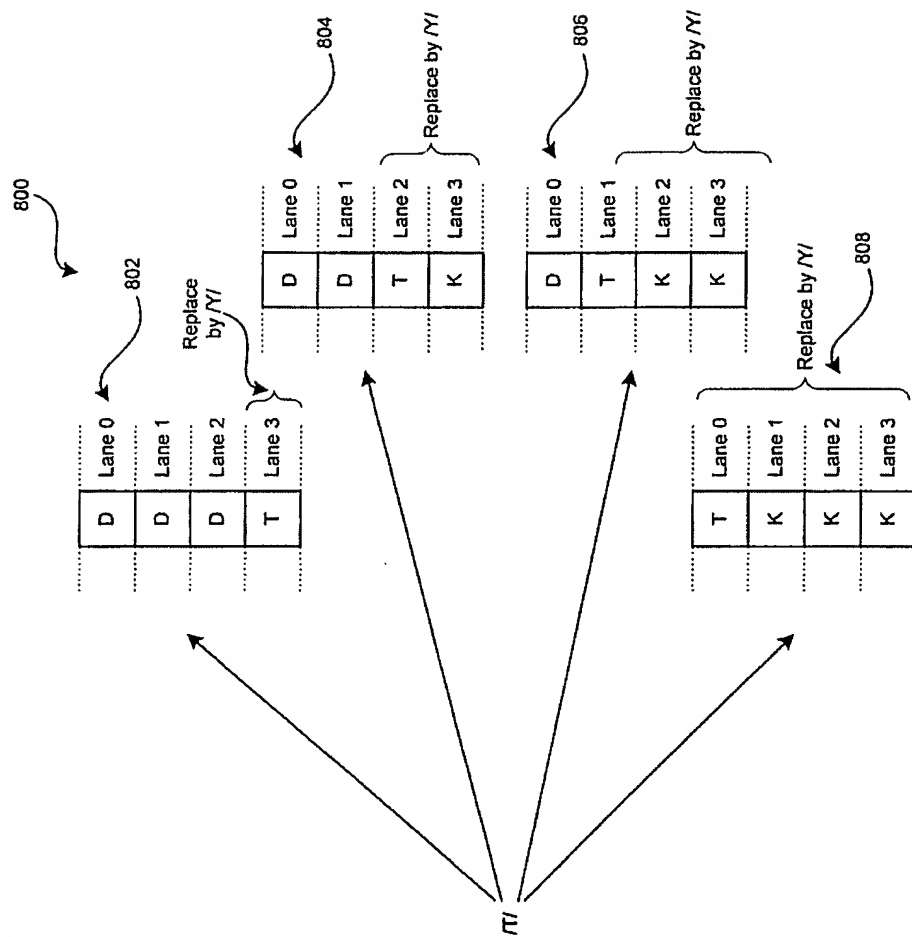 800
802
Replace
by /Y/
D Lane 0
D Lane 1
D Lane 2
T Lane 3
804
D Lane 0
D Lane 1
T Lane 2
K Lane 3
Replace by /Y/
806
D Lane 0
T Lane 1
K Lane 2
K Lane 3
Replace by /Y/
808
T Lane 0
K Lane 1
K Lane 2
K Lane 3
Replace by /Y/
/T/